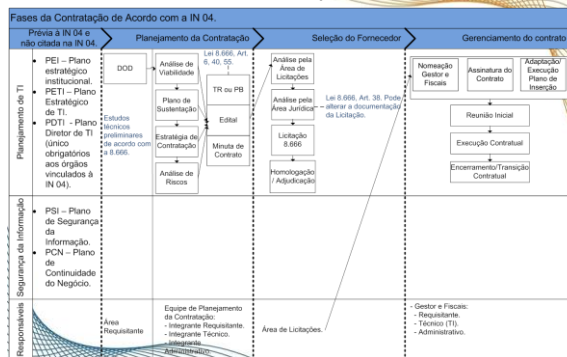 Fases da Contratação de Acordo com a IN 04.
Prévia à IN 04 e
não citada na IN 04.
Planejamento da Contratação
Seleção do Fornecedor
Gerenciamento do contrato
Planejamento de TI
• PEI – Plano
estratégico
institucional.
• PETI – Plano
Estratégico
de TI.
• PDTI - Plano
Diretor de TI
(único
obrigatórios
aos órgãos
vinculados à
IN 04).
DOD
Estudos
técnicos
preliminares
de acordo com
a 8.666.
Análise de
Viabilidade
Plano de
Sustentação
Estratégia de
Contratação
Análise de
Riscos
Lei 8.666, Art.
6, 40, 55.
TR ou PB
Edital
Minuta de
Contrato
Análise pela
Área de
Licitações
Análise pela
Área Jurídica
Licitação
8.666
Homologação
/ Adjudicação
Lei 8.666, Art. 38. Pode
alterar a documentação
da Licitação.
Nomeação
Gestor e
Fiscais
Assinatura do
Contrato
Adaptação/
Execução
Plano de
Inserção
Reunião Inicial
Execução Contratual
Encerramento/Transição
Contratual
Segurança da Informação
• PSI – Plano
de Segurança
da
Informação.
• PCN – Plano
de
Continuidade
do Negócio.
Responsáveis
Área
Requisitante
Equipe de Planejamento
da Contratação:
- Integrante Requisitante.
- Integrante Técnico.
- Integrante
Administrativo.
Área de Licitações.
- Gestor e Fiscais:
- Requisitante.
- Técnico (TI).
- Administrativo.